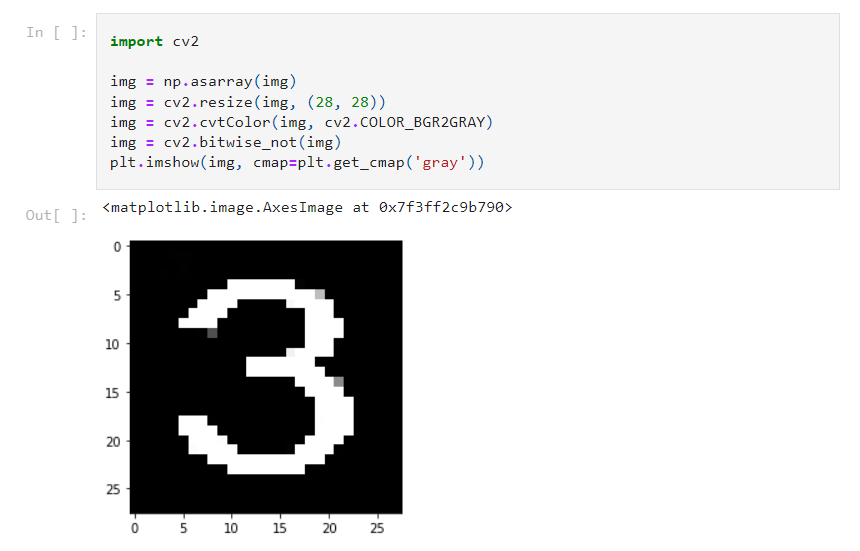 In [ ]:
import cv2
img = np.asarray(img)
img = cv2.resize(img, (28, 28))
img = cv2.cvtColor(img, cv2.COLOR_BGR2GRAY)
img = cv2.bitwise_not(img)
plt.imshow(img, cmap=plt.get_cmap('gray'))
<matplotlib.image.AxesImage at 0x7f3ff2c9b790>
Out[ ]:
0
5
10
15
20
25
3
0 5 10 15 20 25